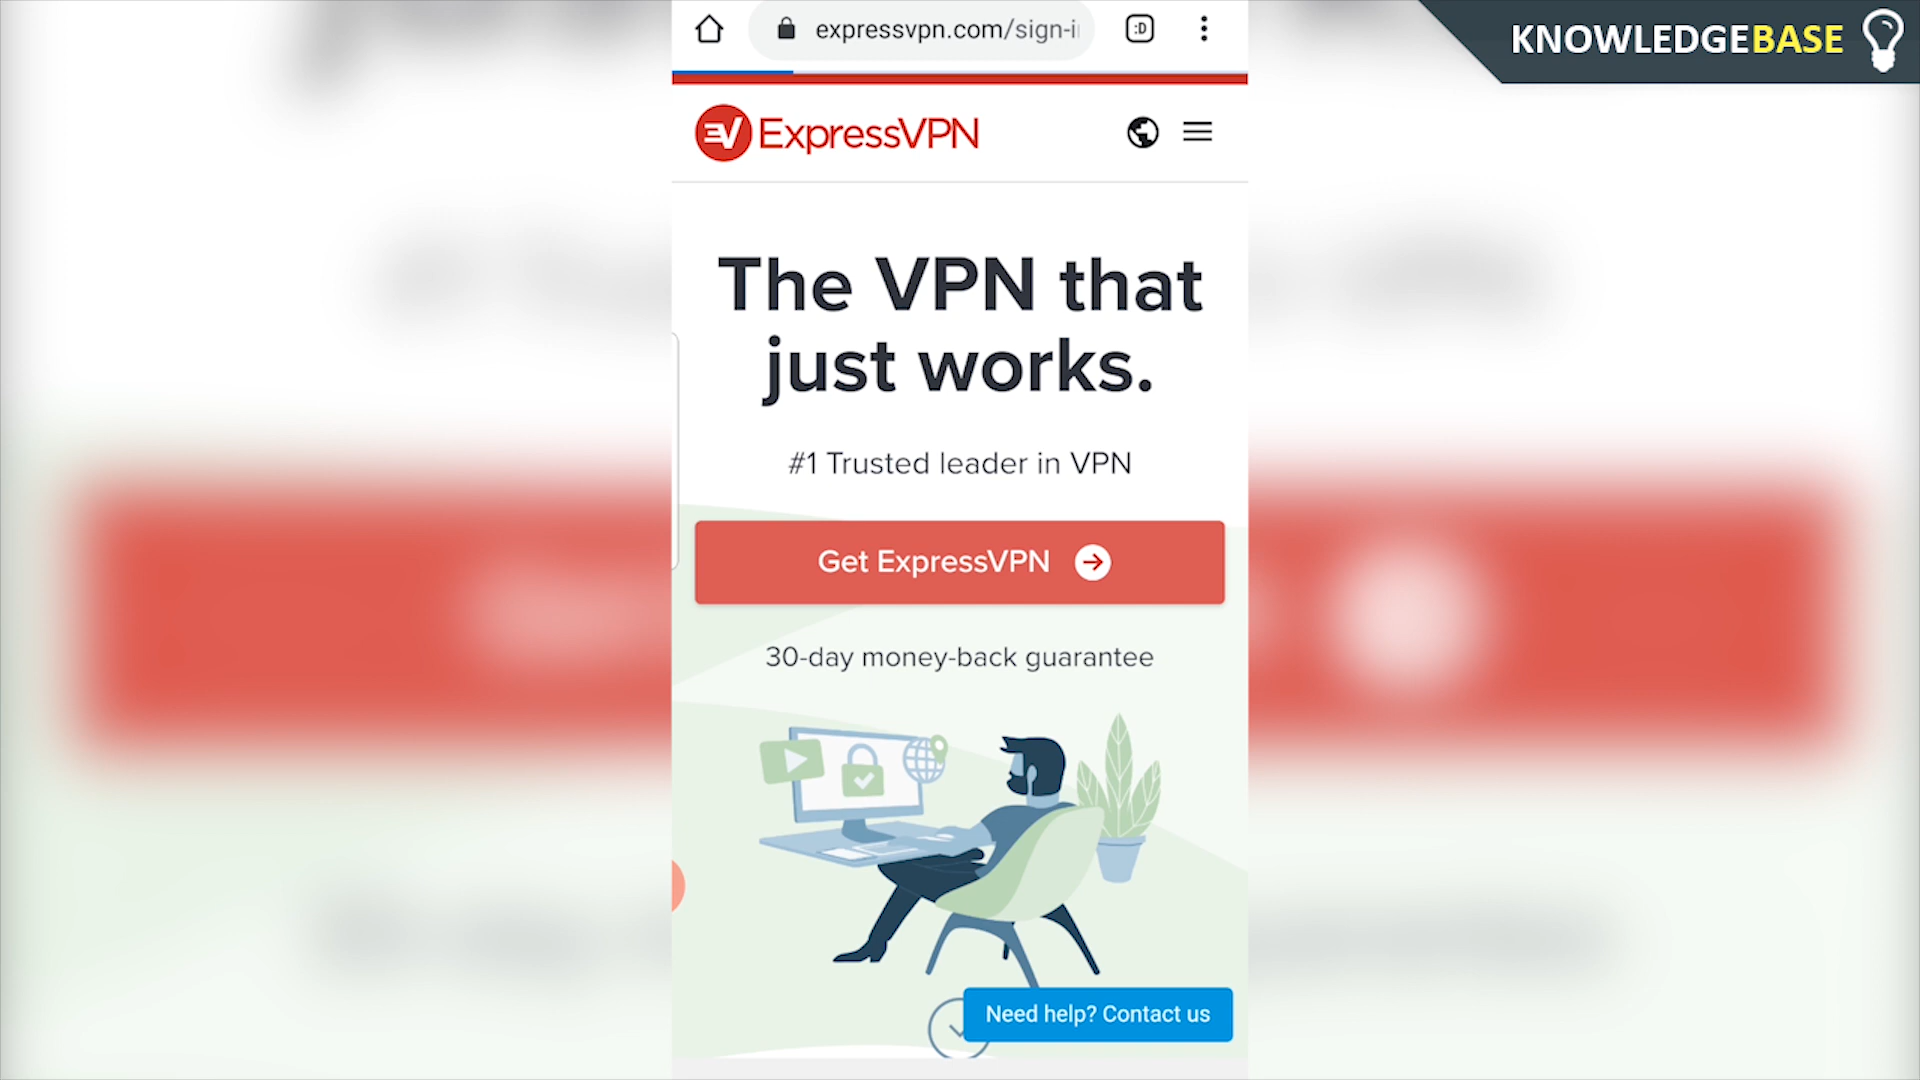 expressvpn.com/sign-i
:D
KNOWLEDGEBASE
ExpressVPN
The VPN that
just works.
#1 Trusted leader in VPN
Get ExpressVPN
30-day money-back guarantee
Need help? Contact us